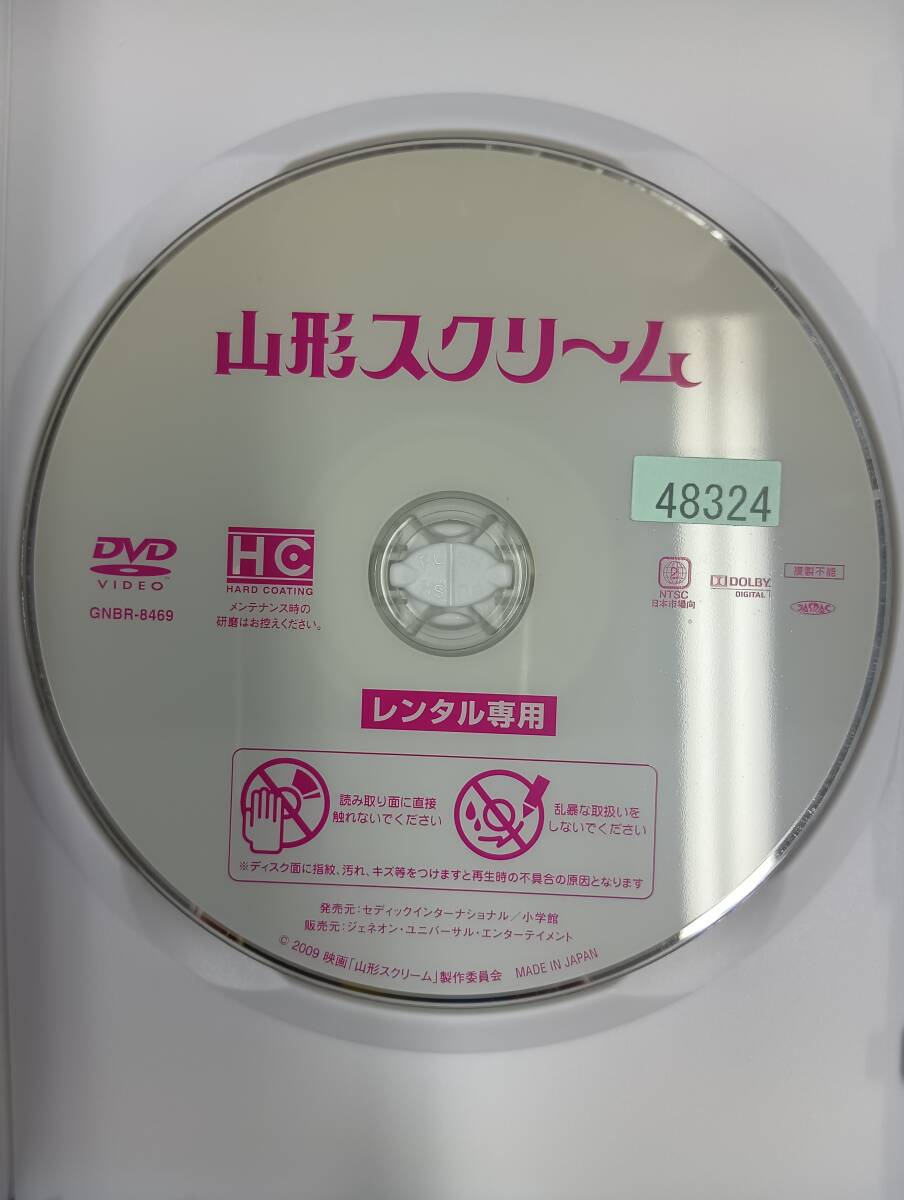 山形スクリ〜ム
48324
DVD
VIDEO
GNBR-8469
HC
HARD COATING
メンテナンス時の
研磨はお控えください。
2
NTSC
日本市場向
DOLBY
DIGITAL
複製不能
レンタル専用
読み取り面に直接
触れないでください
乱暴な取扱いを
しないでください
※ディスク面に指紋、汚れ、キズ等をつけますと再生時の不具合の原因となります
発売元:セディックインターナショナル/小学館
販売元:ジェネオン・ユニバーサル・エンターテイメント
© 2009 映画「山形スクリーム」製作委員会 MADE IN JAPAN